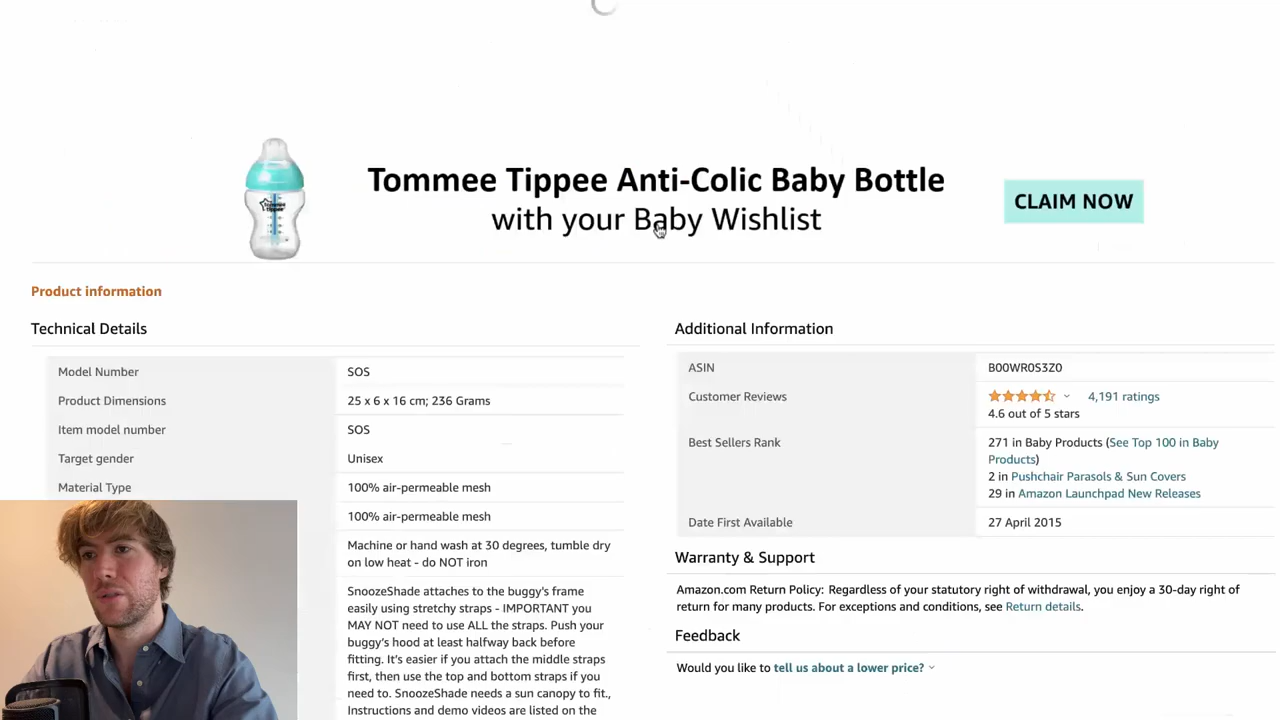 Tommee Tippee Anti-Colic Baby Bottle
with your Baby Wishlist
CLAIM NOW
Product information
Technical Details
Model Number SOS
Product Dimensions 25 x 6 x 16 cm; 236 Grams
Item model number SOS
Target gender Unisex
Material Type 100% air-permeable mesh
100% air-permeable mesh
Machine or hand wash at 30 degrees, tumble dry
on low heat - do NOT iron
SnoozeShade attaches to the buggy's frame
easily using stretchy straps - IMPORTANT you
MAY NOT need to use ALL the straps. Push your
buggy's hood at least halfway back before
fitting. It's easier if you attach the middle straps
first, then use the top and bottom straps if you
need to. SnoozeShade needs a sun canopy to fit.,
Instructions and demo videos are listed on the
Additional Information
ASIN B00WR0S3Z0
Customer Reviews 4,191 ratings
4.6 out of 5 stars
Best Sellers Rank 271 in Baby Products (See Top 100 in Baby
Products)
2 in Pushchair Parasols & Sun Covers
29 in Amazon Launchpad New Releases
Date First Available 27 April 2015
Warranty & Support
Amazon.com Return Policy: Regardless of your statutory right of withdrawal, you enjoy a 30-day right of
return for many products. For exceptions and conditions, see Return details.
Feedback
Would you like to tell us about a lower price?